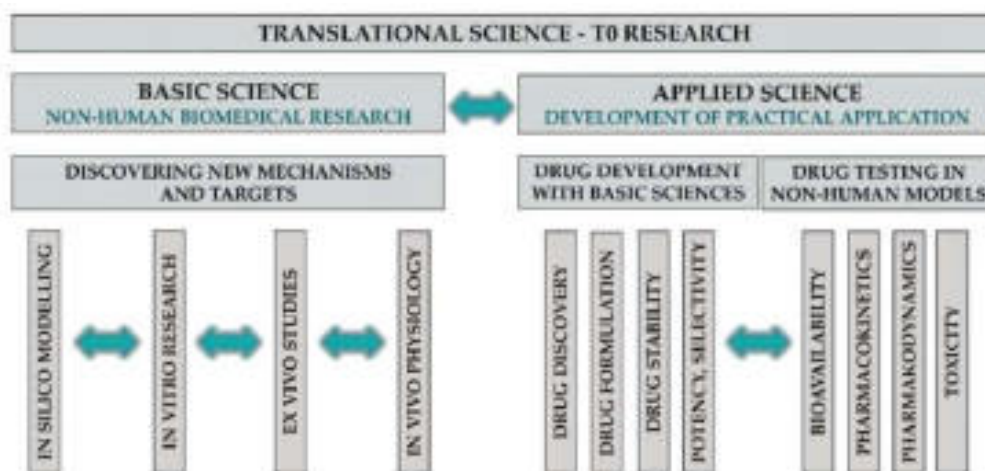 TRANSLATIONAL SCIENCE - T0 RESEARCH
BASIC SCIENCE
NON-HUMAN BIOMEDICAL RESEARCH
APPLIED SCIENCE
DEVELOPMENT OF PRACTICAL APPLICATION
DISCOVERING NEW MECHANISMS
AND TARGETS
DRUG DEVELOPMENT
WITH BASIC SCIENCES
DRUG TESTING IN
NON-HUMAN MODELS
IN SILICO MODELLING
IN VITRO RESEARCH
EX VIVO STUDIES
IN VIVO PHYSIOLOGY
DRUG DISCOVERY
DRUG FORMULATION
DRUG STABILITY
POTENCY, SELECTIVITY
BIOAVAILABILITY
PHARMACOKINETICS
PHARMAKODYNAMICS
TOXICITY